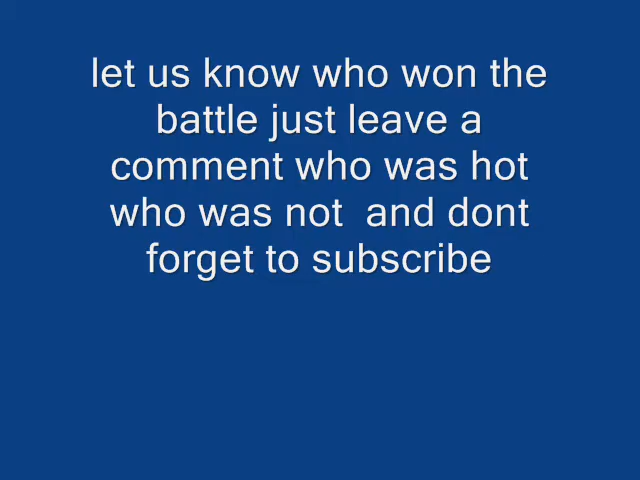 let us know who won the
battle just leave a
comment who was hot
who was not  and dont
forget to subscribe